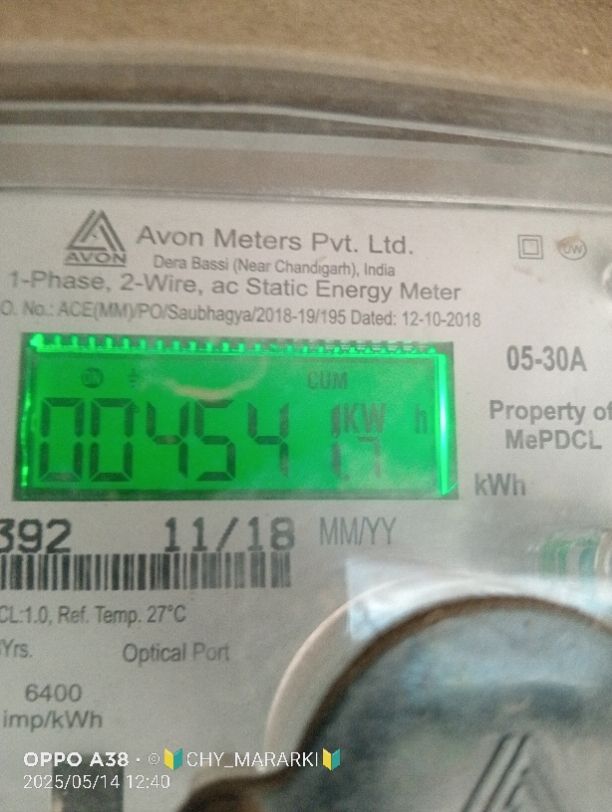 Avon Meters Pvt. Ltd.
AVON
Dera Bassi (Near Chandigarh), India
1-Phase, 2-Wire, ac Static Energy Meter
O. No.: ACE(MM)/PO/Saubhagya/2018-19/195 Dated: 12-10-2018
05-30A
CUM
004541.7 KW h
Property of
MePDCL
kWh
392 11/18 MM/YY
CL:1.0, Ref. Temp. 27°C
Yrs. Optical Port
6400
imp/kWh
OPPO A38 · © 🔰CHY_MARARKI🔰
2025/05/14 12:40